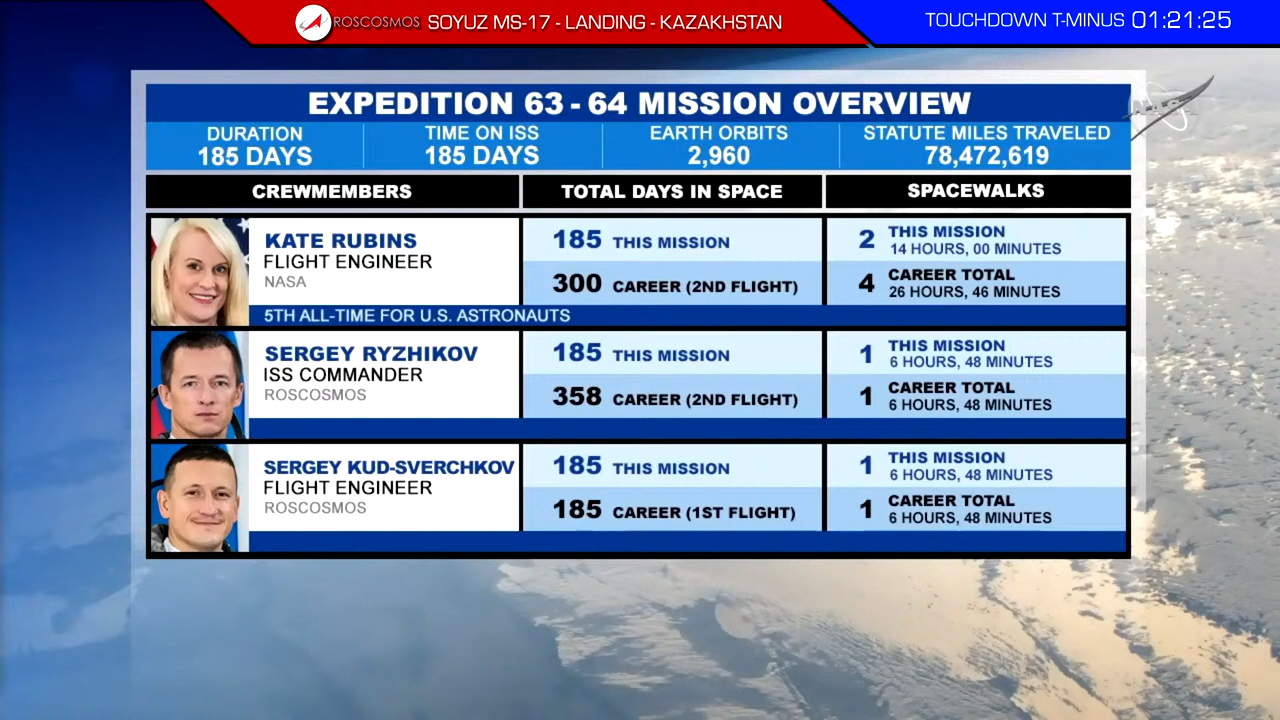 ROSCOSMOS SOYUZ MS-17 - LANDING - KAZAKHSTAN
TOUCHDOWN T-MINUS 01:21:25
EXPEDITION 63 - 64 MISSION OVERVIEW
DURATION
185 DAYS
TIME ON ISS
185 DAYS
EARTH ORBITS
2,960
STATUTE MILES TRAVELED
78,472,619
CREWMEMBERS
TOTAL DAYS IN SPACE
SPACEWALKS
KATE RUBINS
FLIGHT ENGINEER
NASA
185 THIS MISSION
300 CAREER (2ND FLIGHT)
2 THIS MISSION
14 HOURS, 00 MINUTES
4 CAREER TOTAL
26 HOURS, 46 MINUTES
5TH ALL-TIME FOR U.S. ASTRONAUTS
SERGEY RYZHIKOV
ISS COMMANDER
ROSCOSMOS
185 THIS MISSION
358 CAREER (2ND FLIGHT)
1 THIS MISSION
6 HOURS, 48 MINUTES
1 CAREER TOTAL
6 HOURS, 48 MINUTES
SERGEY KUD-SVERCHKOV
FLIGHT ENGINEER
ROSCOSMOS
185 THIS MISSION
185 CAREER (1ST FLIGHT)
1 THIS MISSION
6 HOURS, 48 MINUTES
1 CAREER TOTAL
6 HOURS, 48 MINUTES